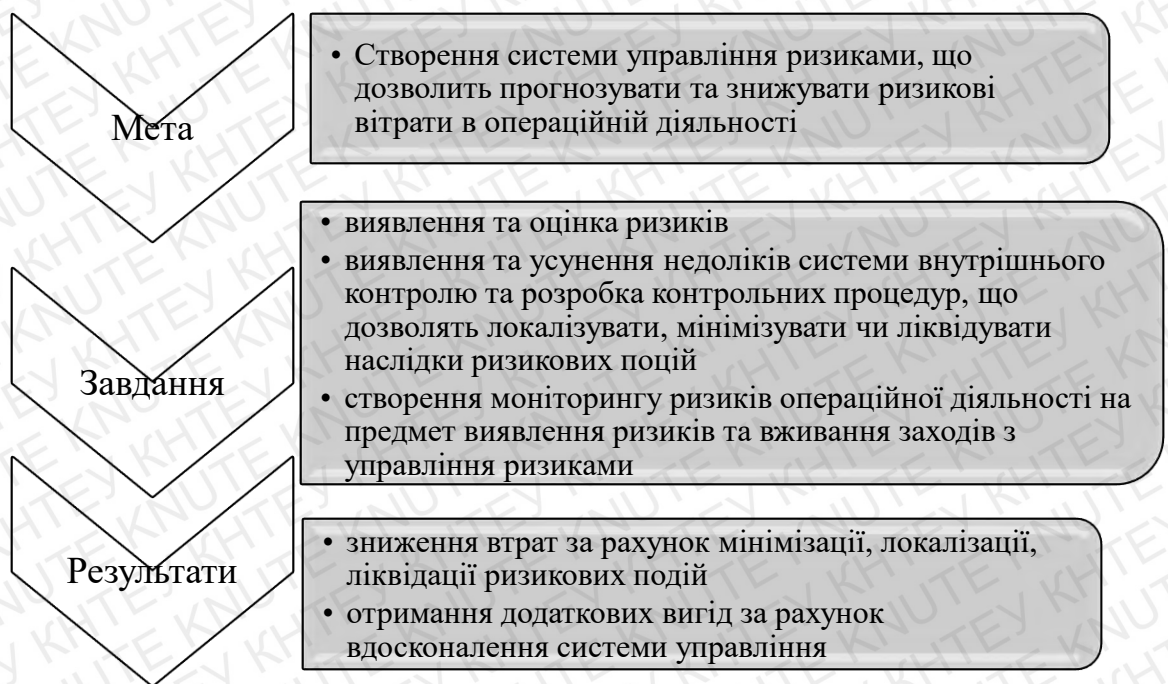 Мета
• Створення системи управління ризиками, що
дозволить прогнозувати та знижувати ризикові
вітрати в операційній діяльності
Завдання
• виявлення та оцінка ризиків
• виявлення та усунення недоліків системи внутрішнього
контролю та розробка контрольних процедур, що
дозволять локалізувати, мінімізувати чи ліквідувати
наслідки ризикових поцій
• створення моніторингу ризиків операційної діяльності на
предмет виявлення ризиків та вживання заходів з
управління ризиками
Результати
• зниження втрат за рахунок мінімізації, локалізації,
ліквідації ризикових подій
• отримання додаткових вигід за рахунок
вдосконалення системи управління